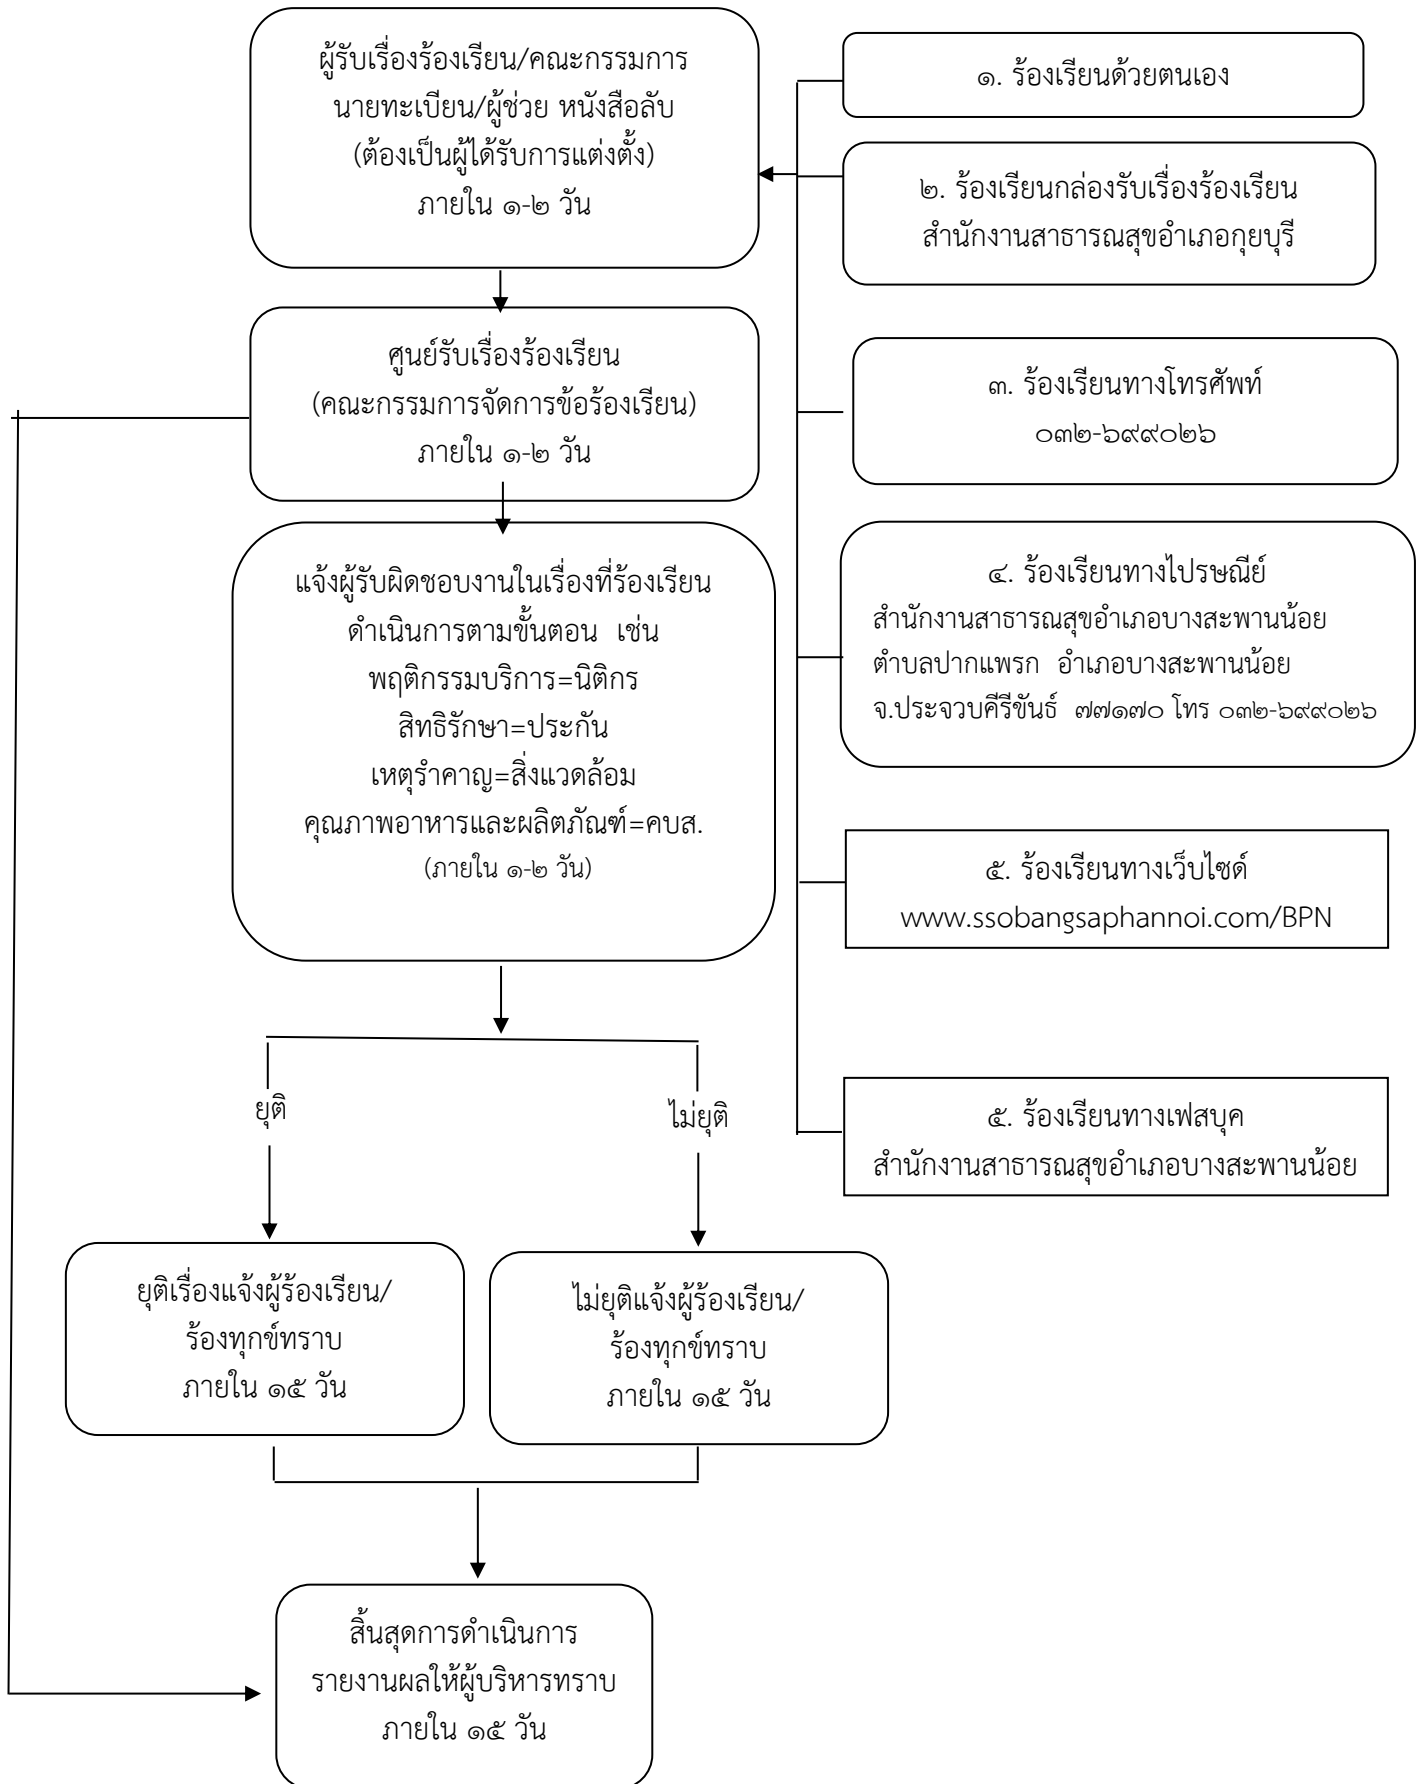 ผู้รับเรื่องร้องเรียน/คณะกรรมการ
นายทะเบียน/ผู้ช่วย หนังสือลับ
(ต้องเป็นผู้ได้รับการแต่งตั้ง)
ภายใน ๑-๒ วัน
๑. ร้องเรียนด้วยตนเอง
๒. ร้องเรียนกล่องรับเรื่องร้องเรียน
สำนักงานสาธารณสุขอำเภอกุยบุรี
ศูนย์รับเรื่องร้องเรียน
(คณะกรรมการจัดการข้อร้องเรียน)
ภายใน ๑-๒ วัน
๓. ร้องเรียนทางโทรศัพท์
๐๓๒-๖๙๙๐๒๖
แจ้งผู้รับผิดชอบงานในเรื่องที่ร้องเรียน
ดำเนินการตามขั้นตอน เช่น
พฤติกรรมบริการ=นิติกร
สิทธิรักษา=ประกัน
เหตุรำคาญ=สิ่งแวดล้อม
คุณภาพอาหารและผลิตภัณฑ์=คบส.
(ภายใน ๑-๒ วัน)
๔. ร้องเรียนทางไปรษณีย์
สำนักงานสาธารณสุขอำเภอบางสะพานน้อย
ตำบลปากแพรก อำเภอบางสะพานน้อย
จ.ประจวบคีรีขันธ์ ๗๗๑๗๐ โทร ๐๓๒-๖๙๙๐๒๖
๕. ร้องเรียนทางเว็บไซด์
www.ssobangsaphannoi.com/BPN
๕. ร้องเรียนทางเฟสบุค
สำนักงานสาธารณสุขอำเภอบางสะพานน้อย
ยุติ
ไม่ยุติ
ยุติเรื่องแจ้งผู้ร้องเรียน/
ร้องทุกข์ทราบ
ภายใน ๑๕ วัน
ไม่ยุติแจ้งผู้ร้องเรียน/
ร้องทุกข์ทราบ
ภายใน ๑๕ วัน
สิ้นสุดการดำเนินการ
รายงานผลให้ผู้บริหารทราบ
ภายใน ๑๕ วัน